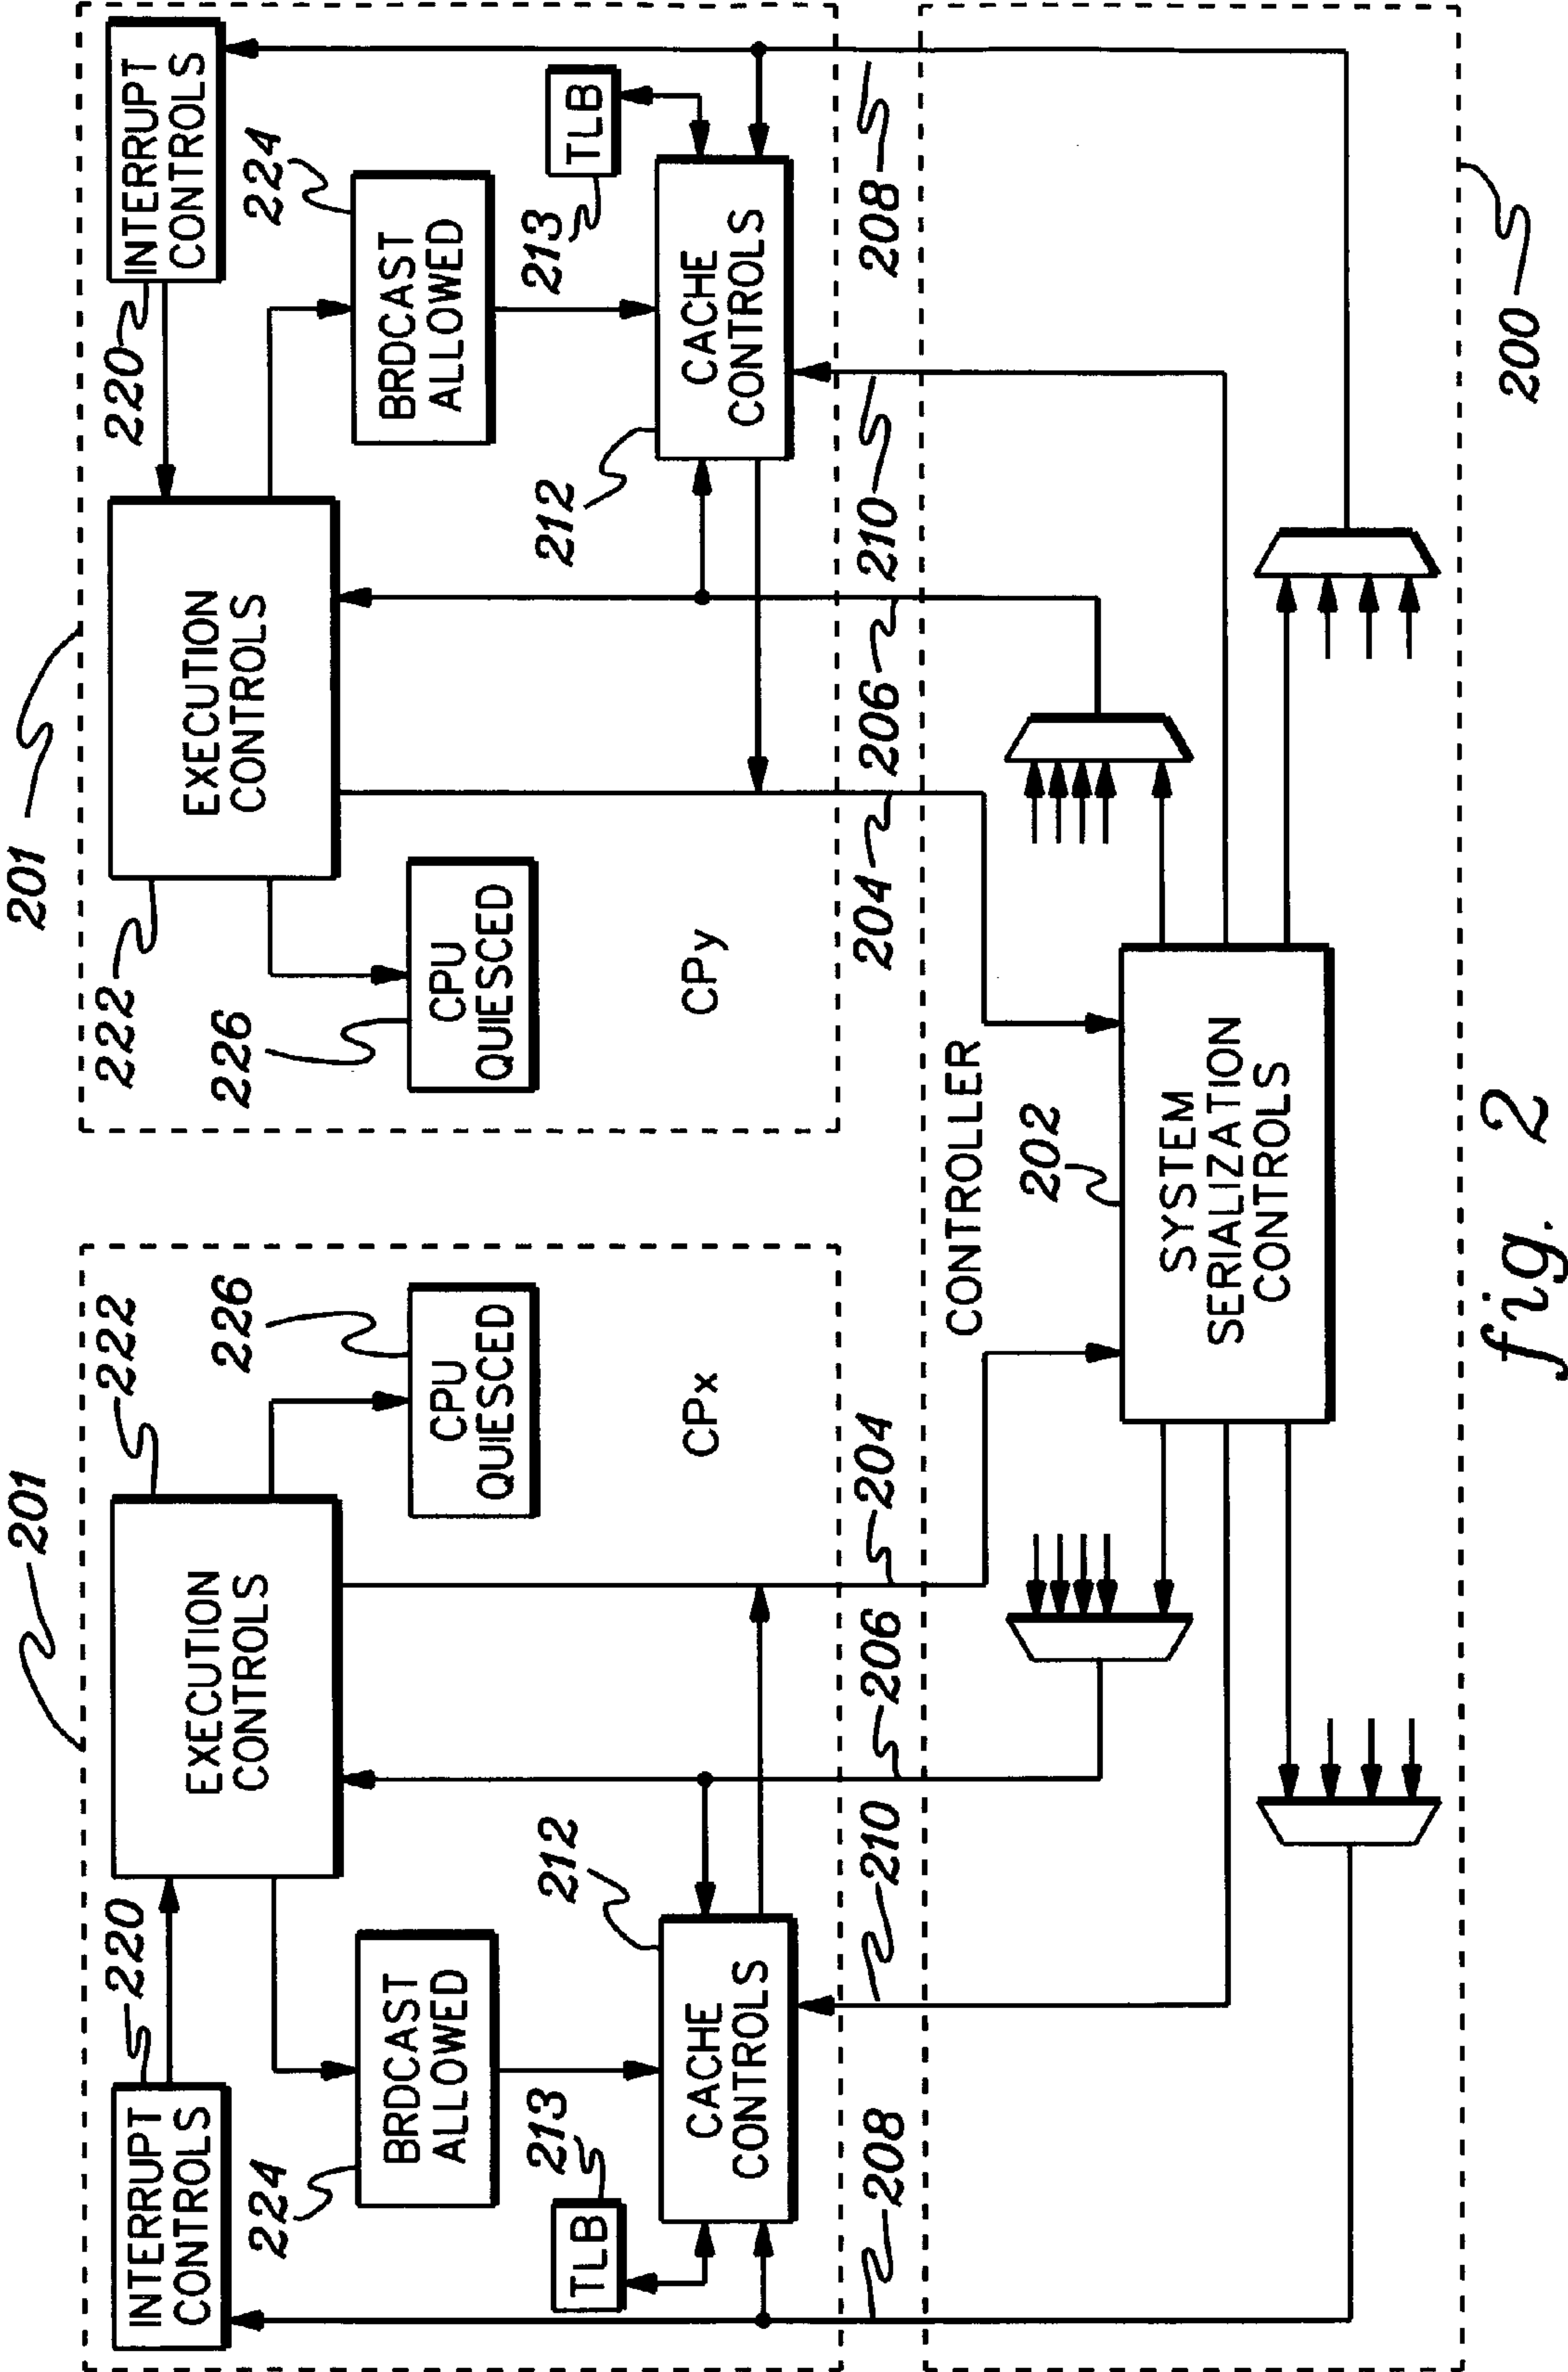 201
201
INTERRUPT
CONTROLS
220
EXECUTION
CONTROLS
222
222
EXECUTION
CONTROLS
220
INTERRUPT
CONTROLS
224
BRDCAST
ALLOWED
226
CPU
QUIESCED
226
CPU
QUIESCED
BRDCAST
ALLOWED
224
TLB
213
212
212
213
TLB
CACHE
CONTROLS
CPx
CPy
CACHE
CONTROLS
208
210
206
204
204
206
210
208
CONTROLLER
202
SYSTEM
SERIALIZATION
CONTROLS
200
fig. 2